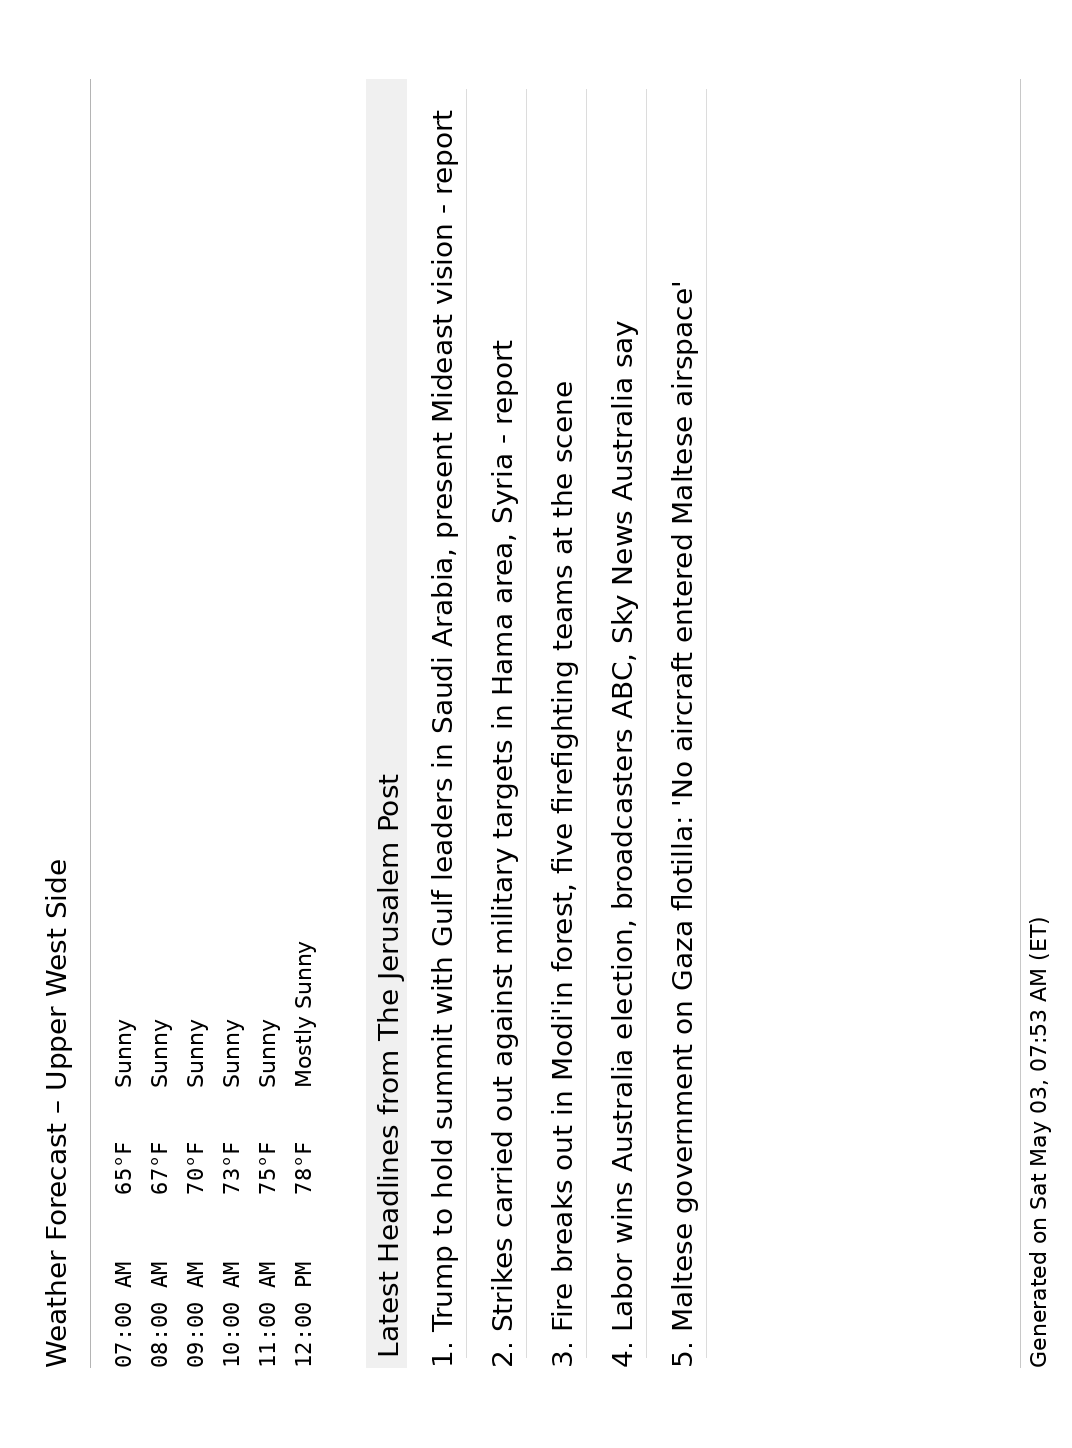 Weather Forecast – Upper West Side
07:00 AM 65°F Sunny
08:00 AM 67°F Sunny
09:00 AM 70°F Sunny
10:00 AM 73°F Sunny
11:00 AM 75°F Sunny
12:00 PM 78°F Mostly Sunny
Latest Headlines from The Jerusalem Post
1. Trump to hold summit with Gulf leaders in Saudi Arabia, present Mideast vision - report
2. Strikes carried out against military targets in Hama area, Syria - report
3. Fire breaks out in Modi'in forest, five firefighting teams at the scene
4. Labor wins Australia election, broadcasters ABC, Sky News Australia say
5. Maltese government on Gaza flotilla: 'No aircraft entered Maltese airspace'
Generated on Sat May 03, 07:53 AM (ET)